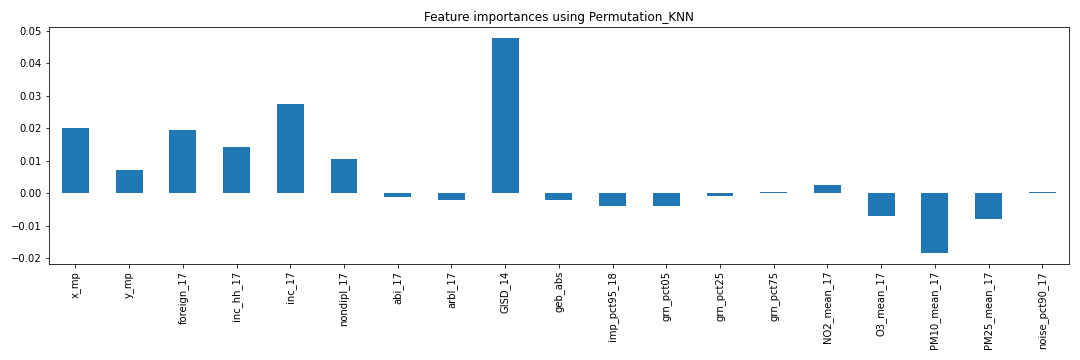 Feature importances using Permutation_KNN
0.05
0.04
0.03
0.02
0.01
0.00
−0.01
−0.02
x_mp
y_mp
foreign_17
inc_hh_17
inc_17
nondipl_17
abi_17
arbl_17
GISD_14
geb_abs
imp_pct95_18
grn_pct05
grn_pct25
grn_pct75
NO2_mean_17
O3_mean_17
PM10_mean_17
PM25_mean_17
noise_pct90_17